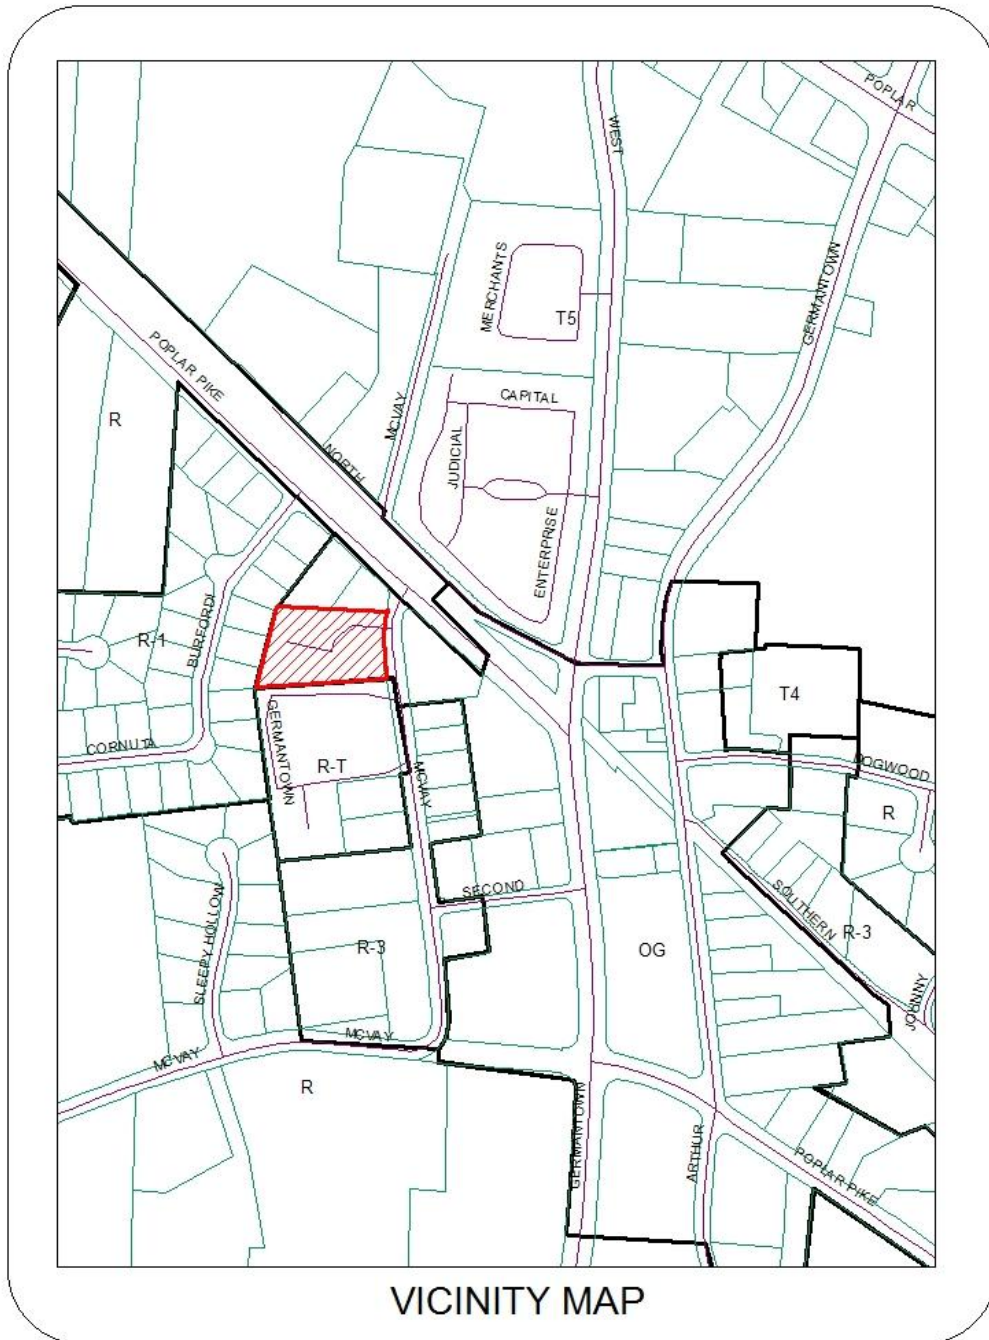 POPLAR
WEST
GERMANTOWN
MERCHANTS
T5
POPLAR PIKE
CAPITAL
MCVAY
R
JUDICIAL
NORTH
ENTERPRISE
BURFORDI
R-1
T4
GERMANTOWN
CORNUTA
R-T
MCVAY
DOGWOOD
R
SECOND
SOUTHERN
SLEEPY HOLLOW
R-3
OG
R-3
JOHNNY
MCVAY
MCVAY
R
GERMANTOWN
ARTHUR
POPLAR PIKE
VICINITY MAP